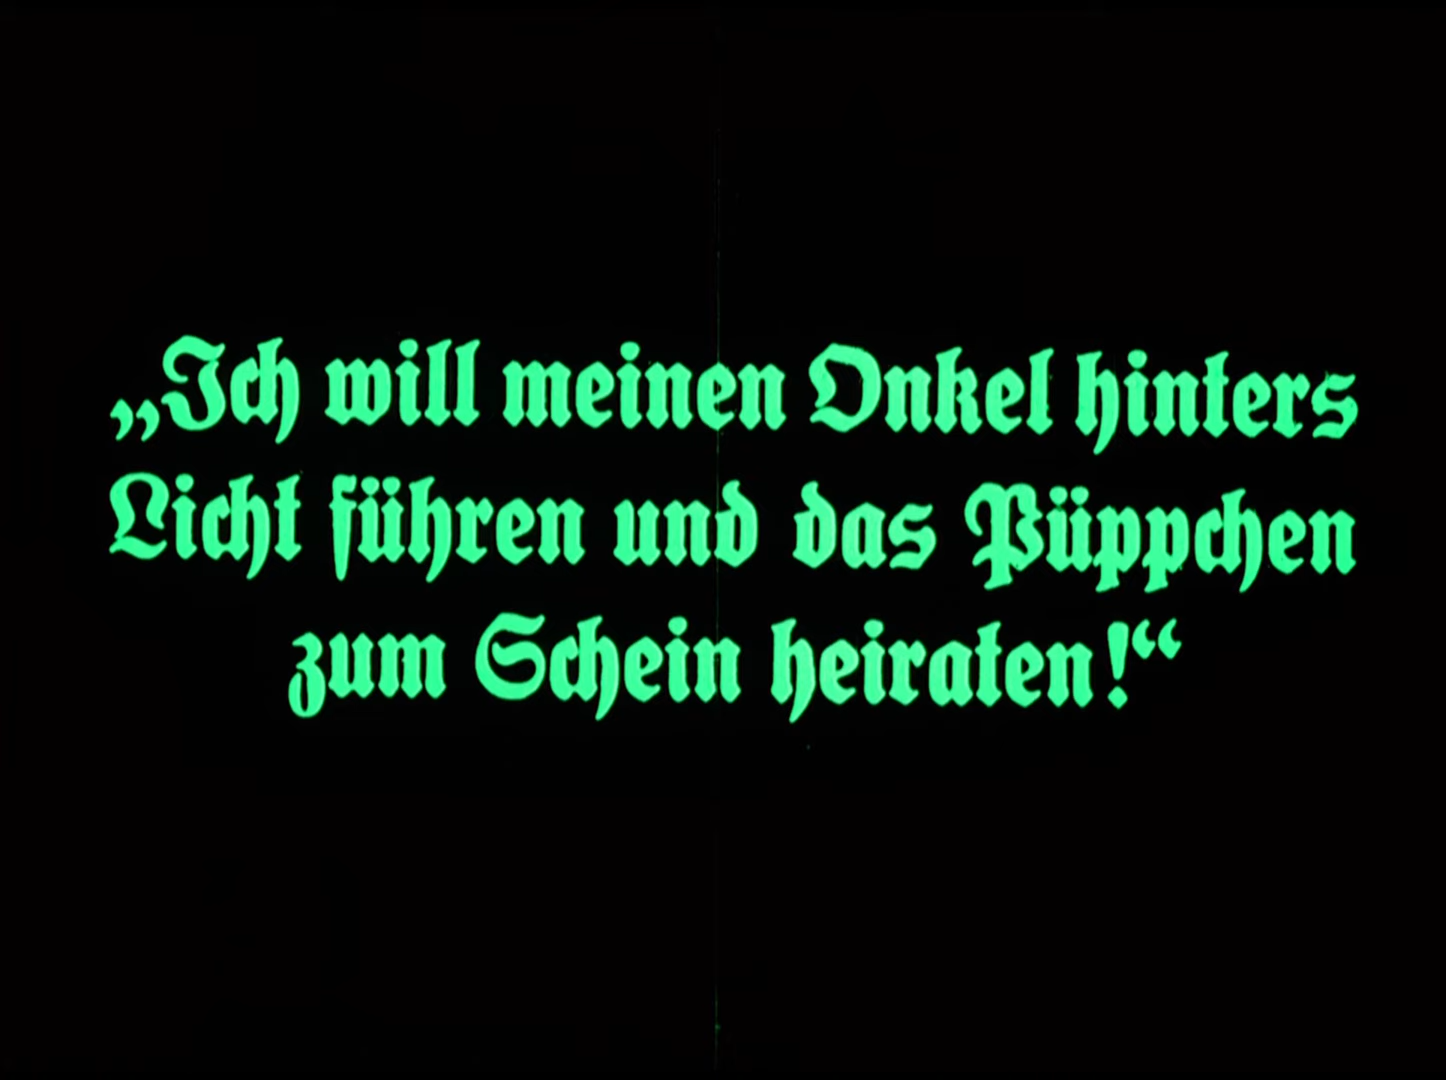 „Ich will meinen Onkel hinters
Licht führen und das Püppchen
zum Schein heiraten!“